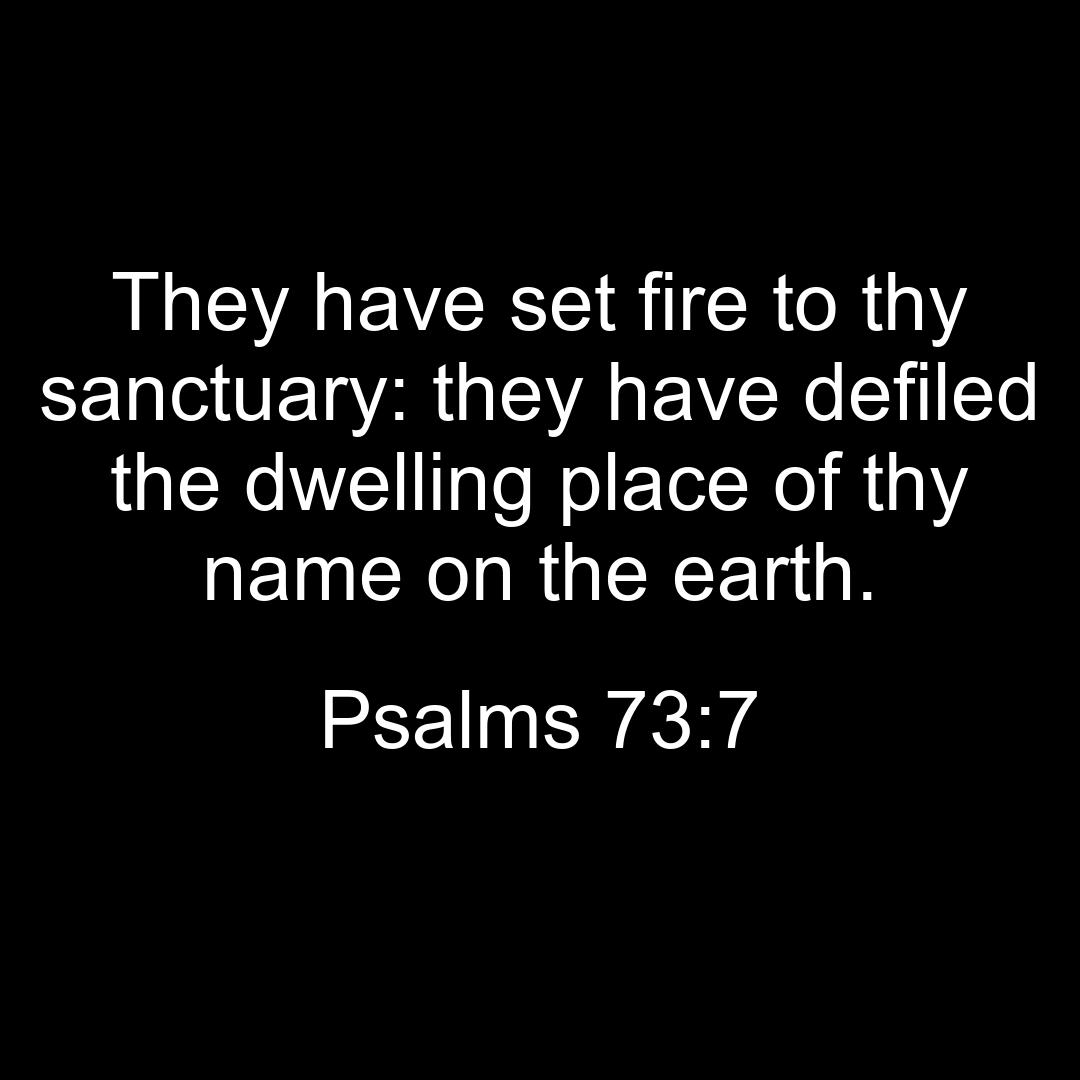 They have set fire to thy
sanctuary: they have defiled
the dwelling place of thy
name on the earth.
Psalms 73:7